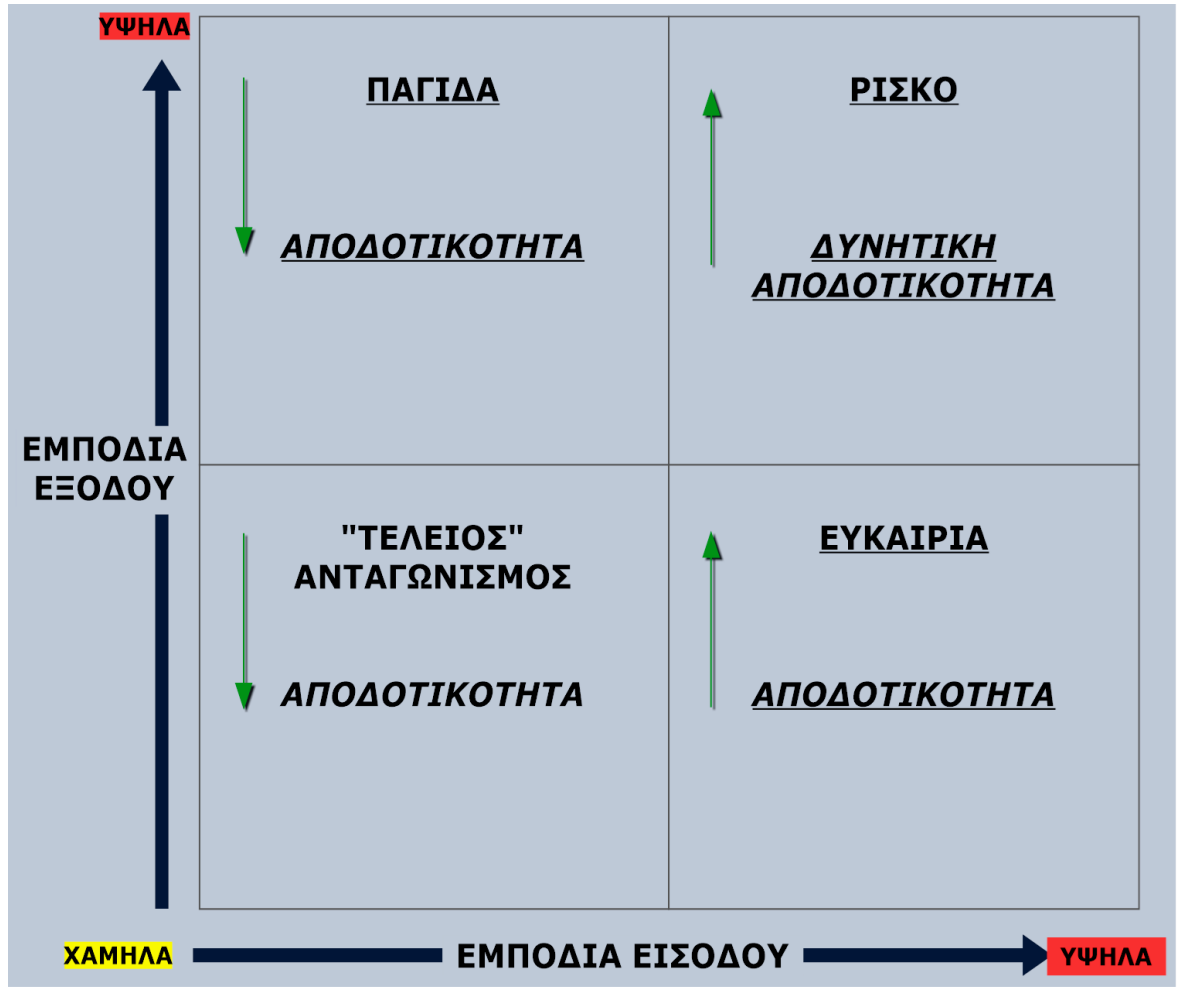 ΥΨΗΛΑ
ΠΑΓΙΔΑ
ΡΙΣΚΟ
ΑΠΟΔΟΤΙΚΟΤΗΤΑ
ΔΥΝΗΤΙΚΗ
ΑΠΟΔΟΤΙΚΟΤΗΤΑ
ΕΜΠΟΔΙΑ
ΕΞΟΔΟΥ
"ΤΕΛΕΙΟΣ"
ΑΝΤΑΓΩΝΙΣΜΟΣ
ΕΥΚΑΙΡΙΑ
ΑΠΟΔΟΤΙΚΟΤΗΤΑ
ΑΠΟΔΟΤΙΚΟΤΗΤΑ
ΧΑΜΗΛΑ
ΕΜΠΟΔΙΑ ΕΙΣΟΔΟΥ
ΥΨΗΛΑ